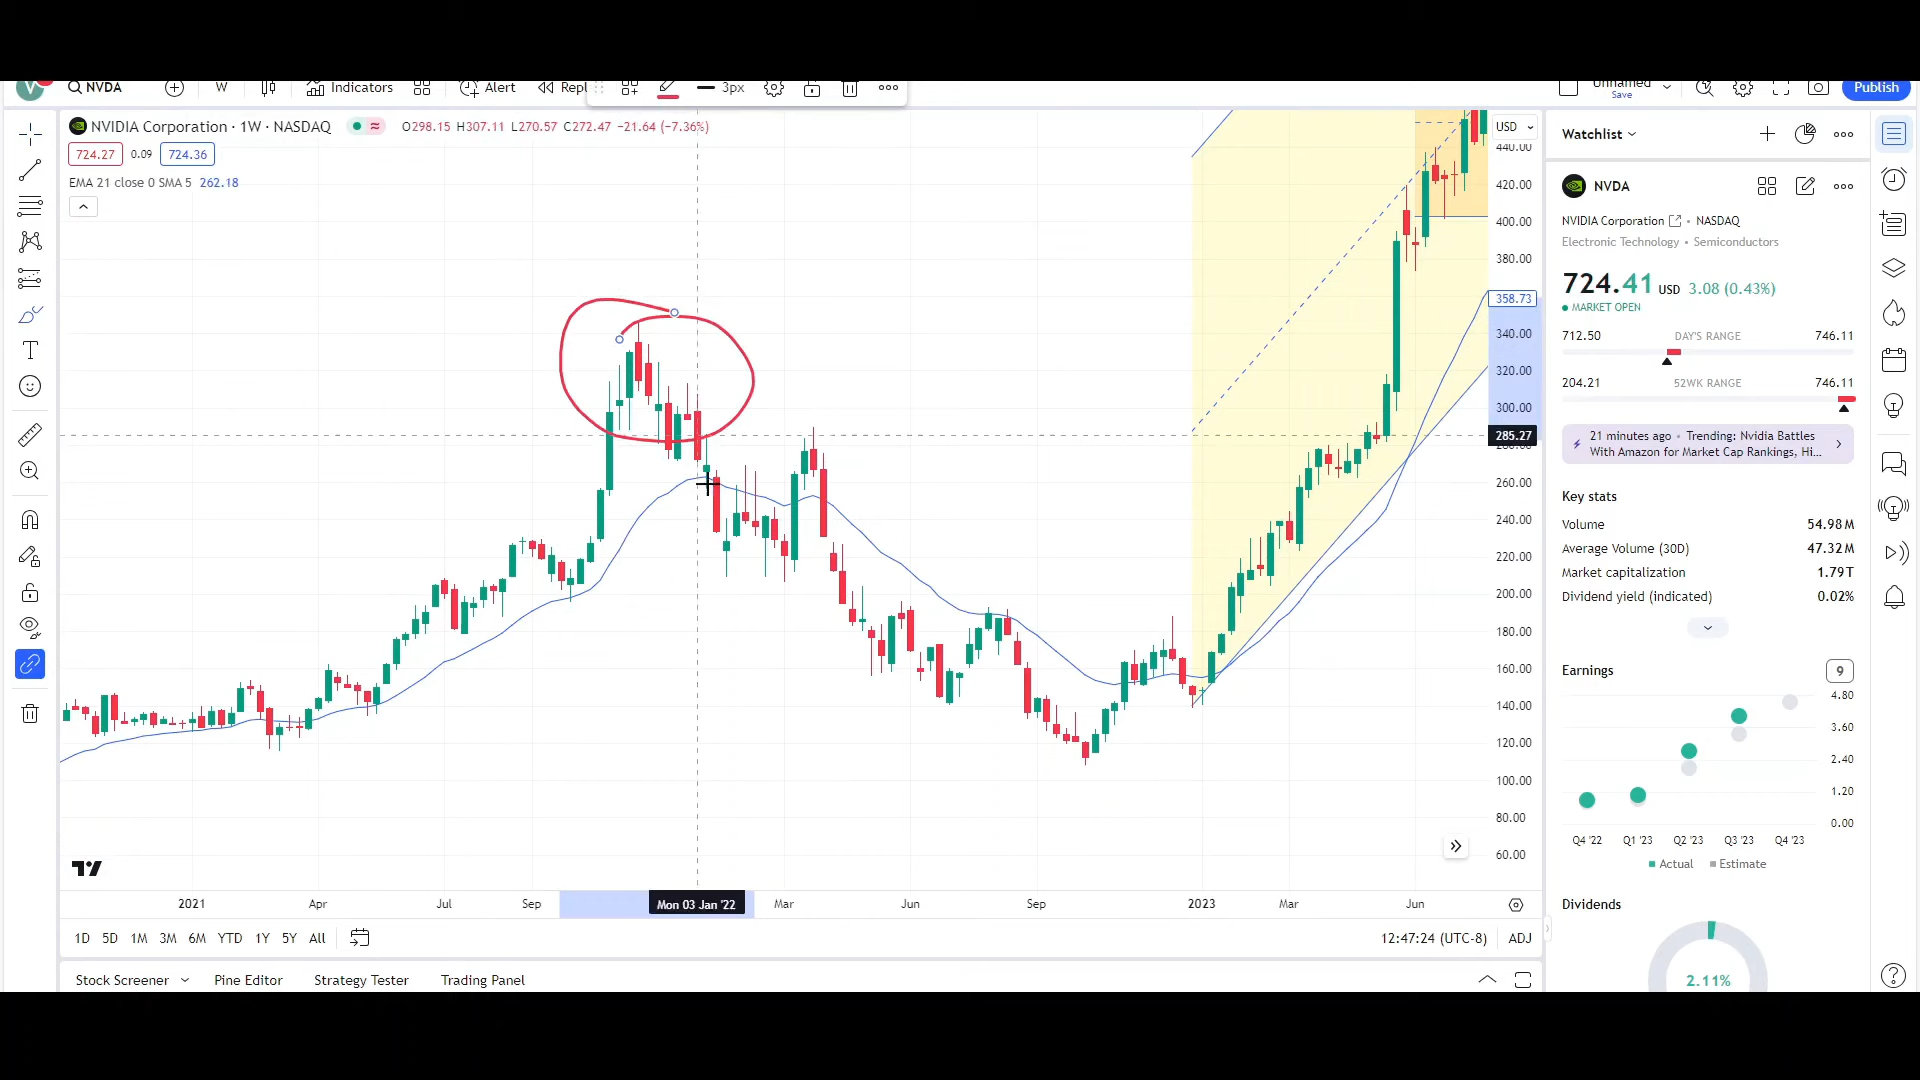 V NVDA W Indicators Alert Repl 3px Unnamed Save Publish
NVIDIA Corporation · 1W · NASDAQ O298.15 H307.11 L270.57 C272.47 −21.64 (−7.36%)
724.27 0.09 724.36
EMA 21 close 0 SMA 5 262.18
USD
440.00
420.00
400.00
380.00
358.73
340.00
320.00
300.00
285.27
260.00
240.00
220.00
200.00
180.00
160.00
140.00
120.00
100.00
80.00
60.00
2021 Apr Jul Sep Mon 03 Jan '22 Mar Jun Sep 2023 Mar Jun
1D 5D 1M 3M 6M YTD 1Y 5Y All 12:47:24 (UTC-8) ADJ
Stock Screener Pine Editor Strategy Tester Trading Panel
Watchlist
NVDA
NVIDIA Corporation • NASDAQ
Electronic Technology • Semiconductors
724.41 USD 3.08 (0.43%)
MARKET OPEN
712.50 DAY'S RANGE 746.11
204.21 52WK RANGE 746.11
21 minutes ago • Trending: Nvidia Battles
With Amazon for Market Cap Rankings, Hi...
Key stats
Volume 54.98M
Average Volume (30D) 47.32M
Market capitalization 1.79T
Dividend yield (indicated) 0.02%
Earnings 9
4.80
3.60
2.40
1.20
0.00
Q4 '22 Q1 '23 Q2 '23 Q3 '23 Q4 '23
Actual Estimate
Dividends
2.11%